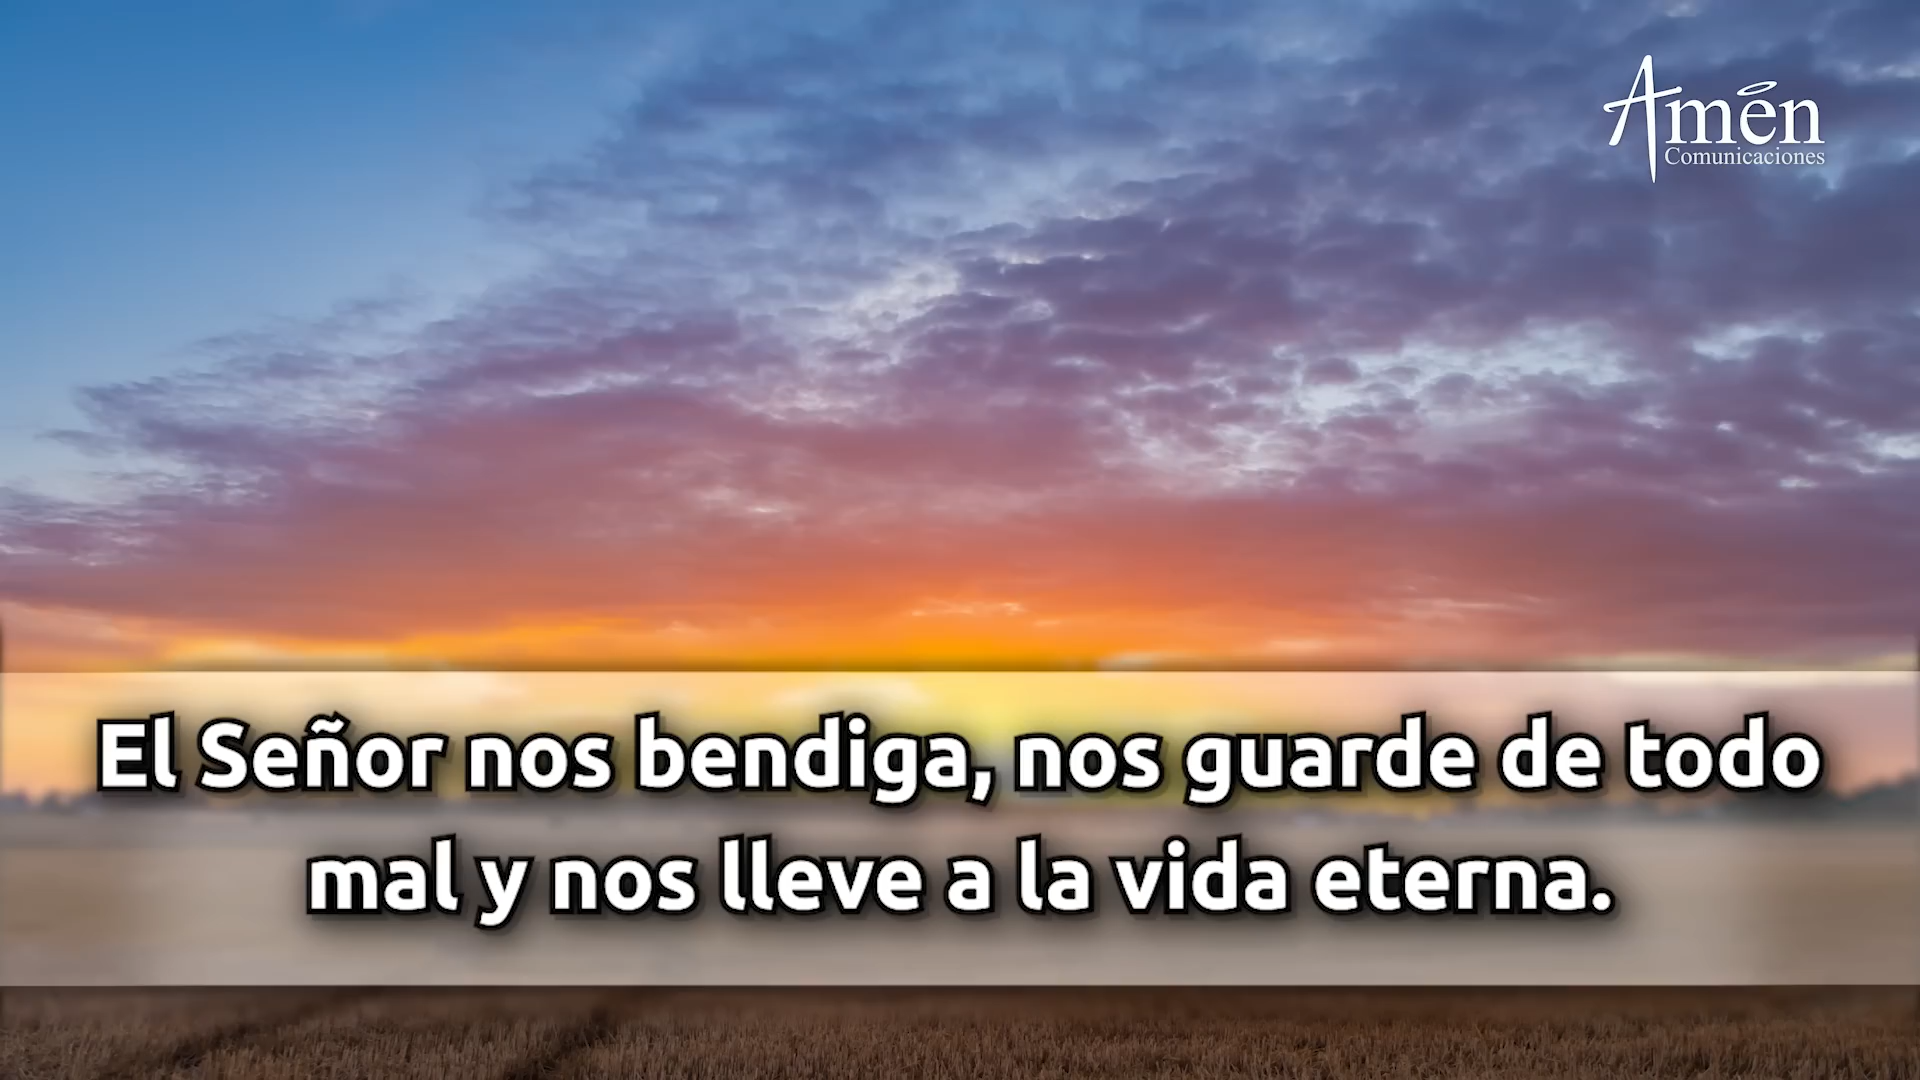 Amén
Comunicaciones
El Señor nos bendiga, nos guarde de todo
mal y nos lleve a la vida eterna.